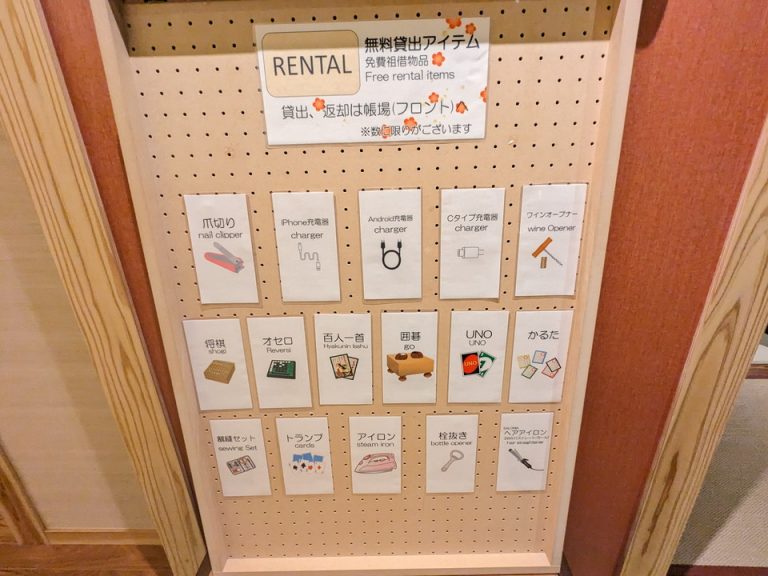 RENTAL
無料貸出アイテム
免費祖借物品
Free rental items
貸出、返却は帳場(フロント)へ
※数に限りがございます
爪切り
nail clipper
iPhone充電器
charger
Android充電器
charger
Cタイプ充電器
charger
ワインオープナー
wine Opener
将棋
shogi
オセロ
Reversi
百人一首
Hyakunin Isshu
囲碁
go
UNO
UNO
UNO
かるた
裁縫セット
sewing Set
トランプ
cards
アイロン
steam iron
栓抜き
bottle opener
ヘアアイロン
hair straightener